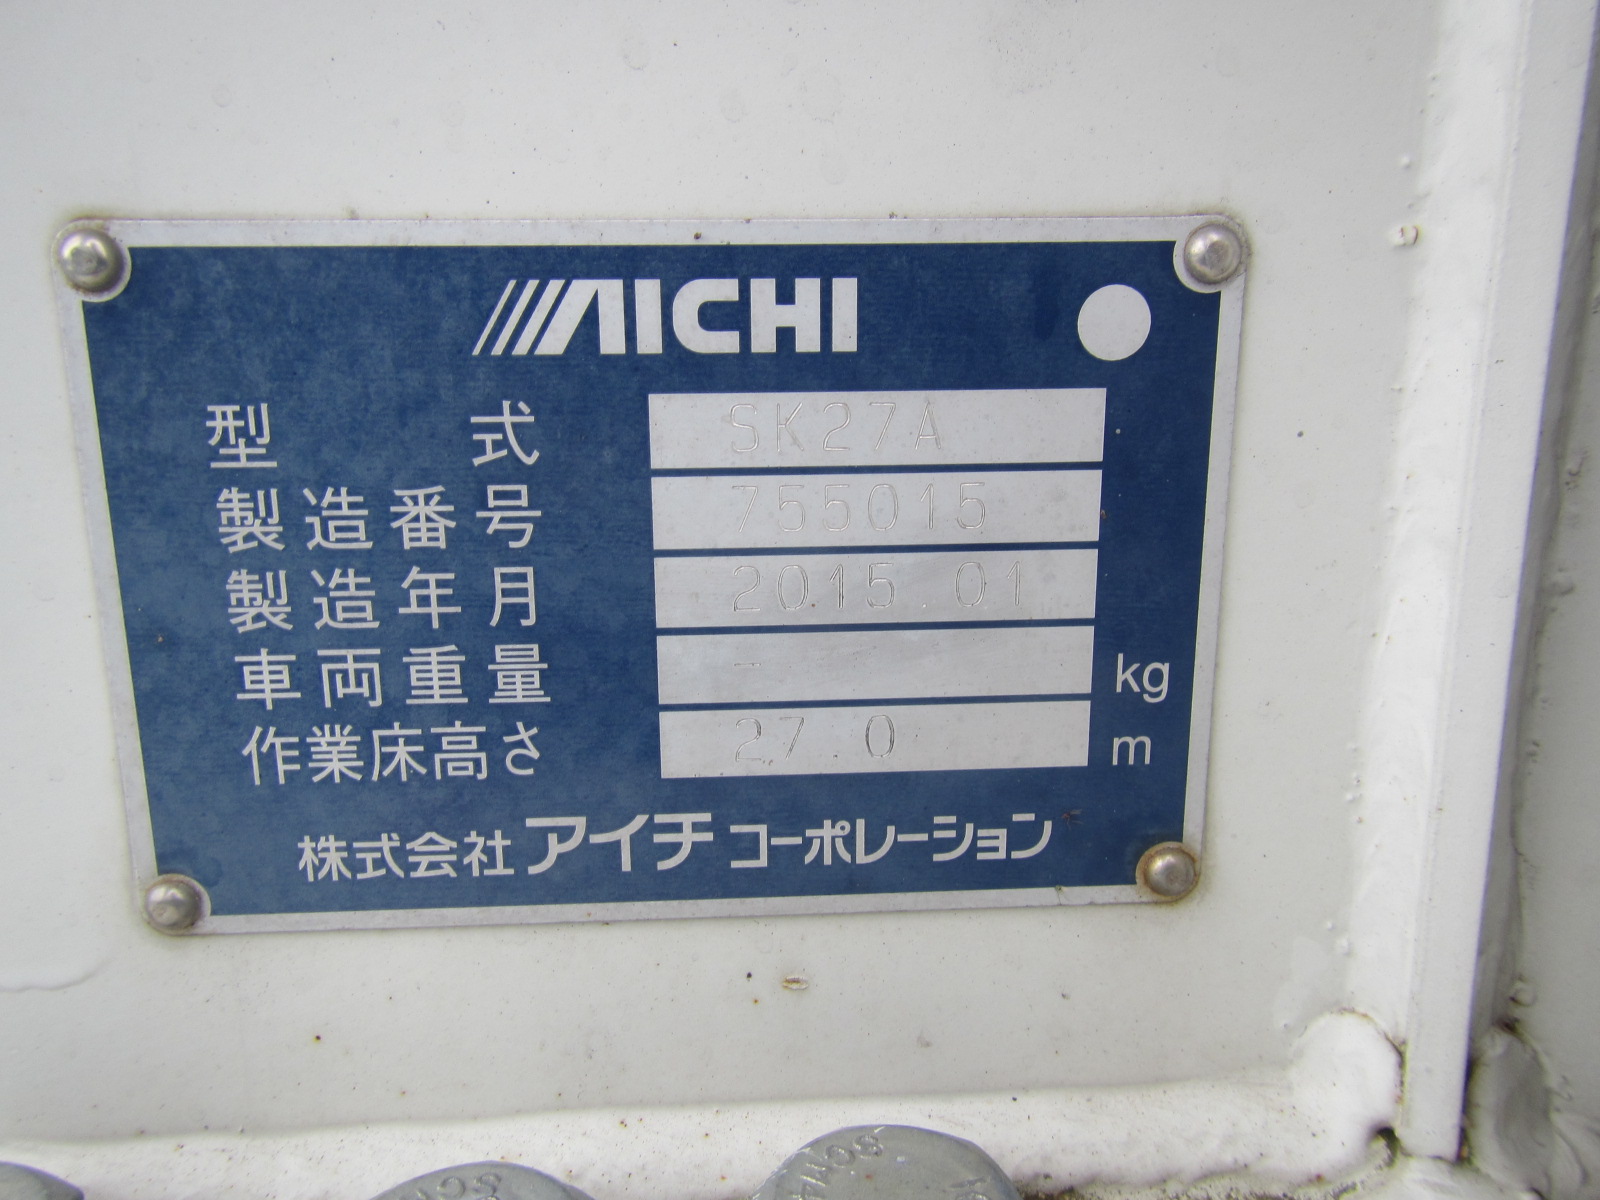 AICHI
型式 SK27A
製造番号 755015
製造年月 2015.01
車両重量 - kg
作業床高さ 27.0 m
株式会社アイチコーポレーション